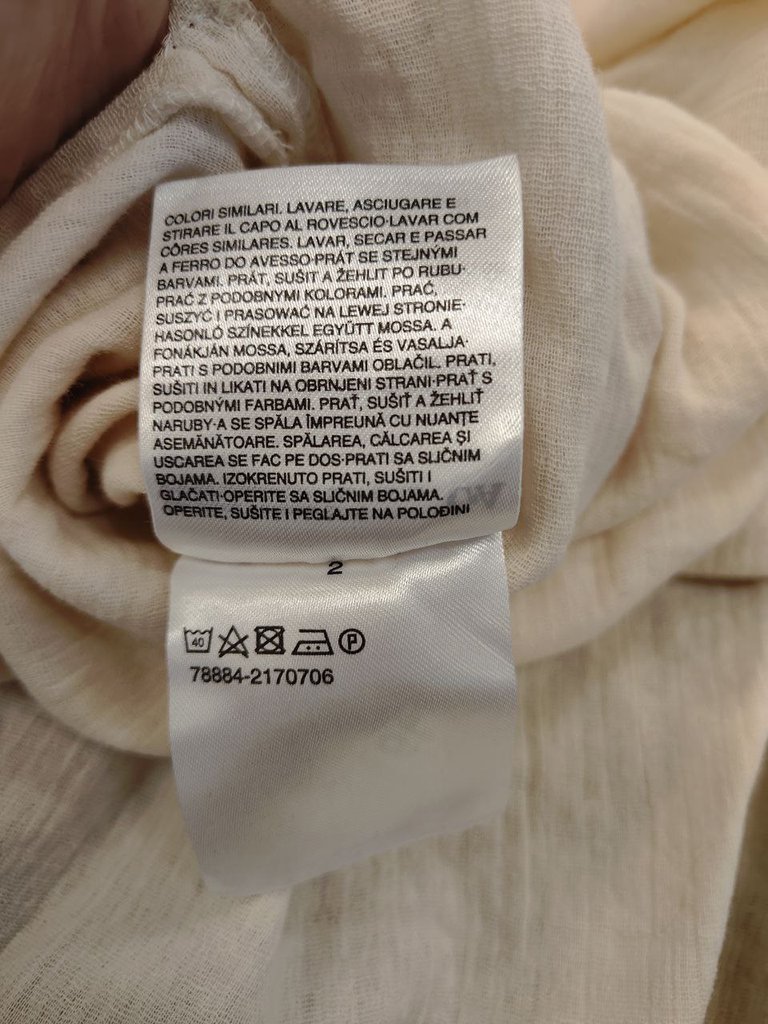 COLORI SIMILARI. LAVARE, ASCIUGARE E
STIRARE IL CAPO AL ROVESCIO·LAVAR COM
CÔRES SIMILARES. LAVAR, SECAR E PASSAR
A FERRO DO AVESSO·PRÁT SE STEJNÝMI
BARVAMI. PRÁT, SUŠIT A ŽEHLIT PO RUBU·
PRAĆ Z PODOBNYMI KOLORAMI. PRAĆ,
SUSZYĆ I PRASOWAĆ NA LEWEJ STRONIE·
HASONLÓ SZÍNEKKEL EGYÜTT MOSSA. A
FONÁKJÁN MOSSA, SZÁRÍTSA ÉS VASALJA·
PRATI S PODOBNIMI BARVAMI OBLAČIL. PRATI,
SUŠITI IN LIKATI NA OBRNJENI STRANI·PRAŤ S
PODOBNÝMI FARBAMI. PRAŤ, SUŠIŤ A ŽEHLIŤ
NARUBY·A SE SPĂLA ÎMPREUNĂ CU NUANȚE
ASEMĂNĂTOARE. SPĂLAREA, CĂLCAREA ȘI
USCAREA SE FAC PE DOS·PRATI SA SLIČNIM
BOJAMA. IZOKRENUTO PRATI, SUŠITI I
GLAČATI·OPERITE SA SLIČNIM BOJAMA.
OPERITE, SUŠITE I PEGLAJTE NA POLOĐINI
2
40 P
78884-2170706